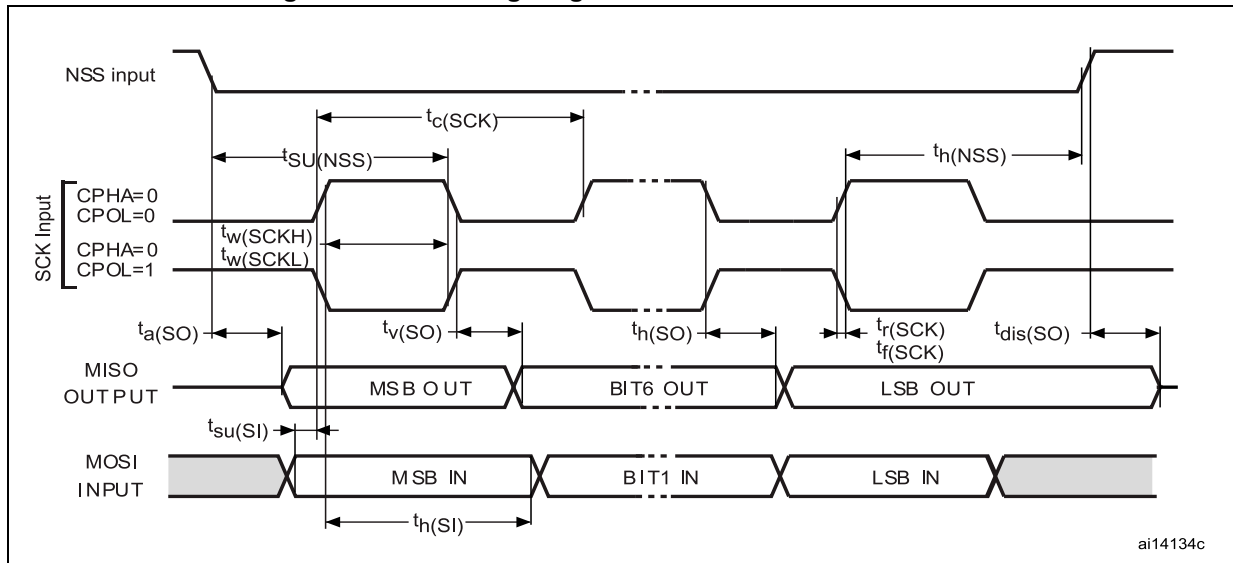 NSS input
tc(SCK)
tSU(NSS)
th(NSS)
SCK Input
CPHA=0
CPOL=0
tw(SCKH)
CPHA=0
tw(SCKL)
CPOL=1
ta(SO)
tv(SO)
th(SO)
tr(SCK)
tf(SCK)
tdis(SO)
MISO
OUTPUT
MSB OUT
BIT6 OUT
LSB OUT
tsu(SI)
MOSI
INPUT
MSB IN
BIT1 IN
LSB IN
th(SI)
ai14134c